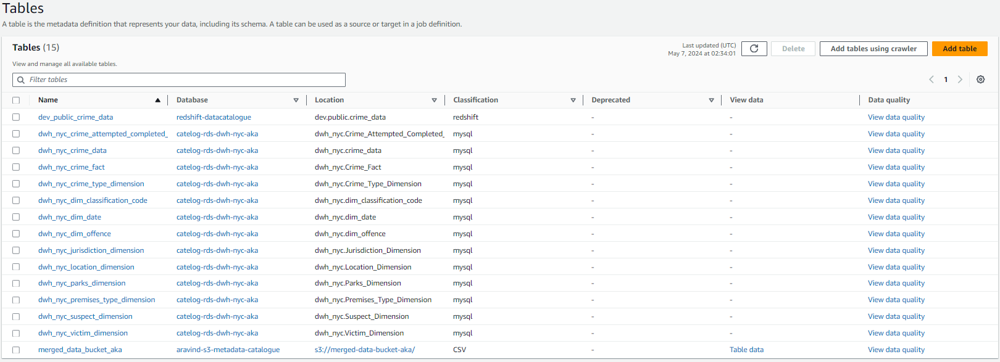 Tables
A table is the metadata definition that represents your data, including its schema. A table can be used as a source or target in a job definition.
Tables (15)
View and manage all available tables.
Last updated (UTC)
May 7, 2024 at 02:34:01
Delete
Add tables using crawler
Add table
Filter tables
1
Name Database Location Classification Deprecated View data Data quality
dev_public_crime_data redshift-datacatalogue dev.public.crime_data redshift - - View data quality
dwh_nyc_crime_attempted_completed_ catelog-rds-dwh-nyc-aka dwh_nyc.Crime_Attempted_Completed_ mysql - - View data quality
dwh_nyc_crime_data catelog-rds-dwh-nyc-aka dwh_nyc.crime_data mysql - - View data quality
dwh_nyc_crime_fact catelog-rds-dwh-nyc-aka dwh_nyc.Crime_Fact mysql - - View data quality
dwh_nyc_crime_type_dimension catelog-rds-dwh-nyc-aka dwh_nyc.Crime_Type_Dimension mysql - - View data quality
dwh_nyc_dim_classification_code catelog-rds-dwh-nyc-aka dwh_nyc.dim_classification_code mysql - - View data quality
dwh_nyc_dim_date catelog-rds-dwh-nyc-aka dwh_nyc.dim_date mysql - - View data quality
dwh_nyc_dim_offence catelog-rds-dwh-nyc-aka dwh_nyc.dim_offence mysql - - View data quality
dwh_nyc_jurisdiction_dimension catelog-rds-dwh-nyc-aka dwh_nyc.Jurisdiction_Dimension mysql - - View data quality
dwh_nyc_location_dimension catelog-rds-dwh-nyc-aka dwh_nyc.Location_Dimension mysql - - View data quality
dwh_nyc_parks_dimension catelog-rds-dwh-nyc-aka dwh_nyc.Parks_Dimension mysql - - View data quality
dwh_nyc_premises_type_dimension catelog-rds-dwh-nyc-aka dwh_nyc.Premises_Type_Dimension mysql - - View data quality
dwh_nyc_suspect_dimension catelog-rds-dwh-nyc-aka dwh_nyc.Suspect_Dimension mysql - - View data quality
dwh_nyc_victim_dimension catelog-rds-dwh-nyc-aka dwh_nyc.Victim_Dimension mysql - - View data quality
merged_data_bucket_aka aravind-s3-metadata-catalogue s3://merged-data-bucket-aka/ CSV - Table data View data quality